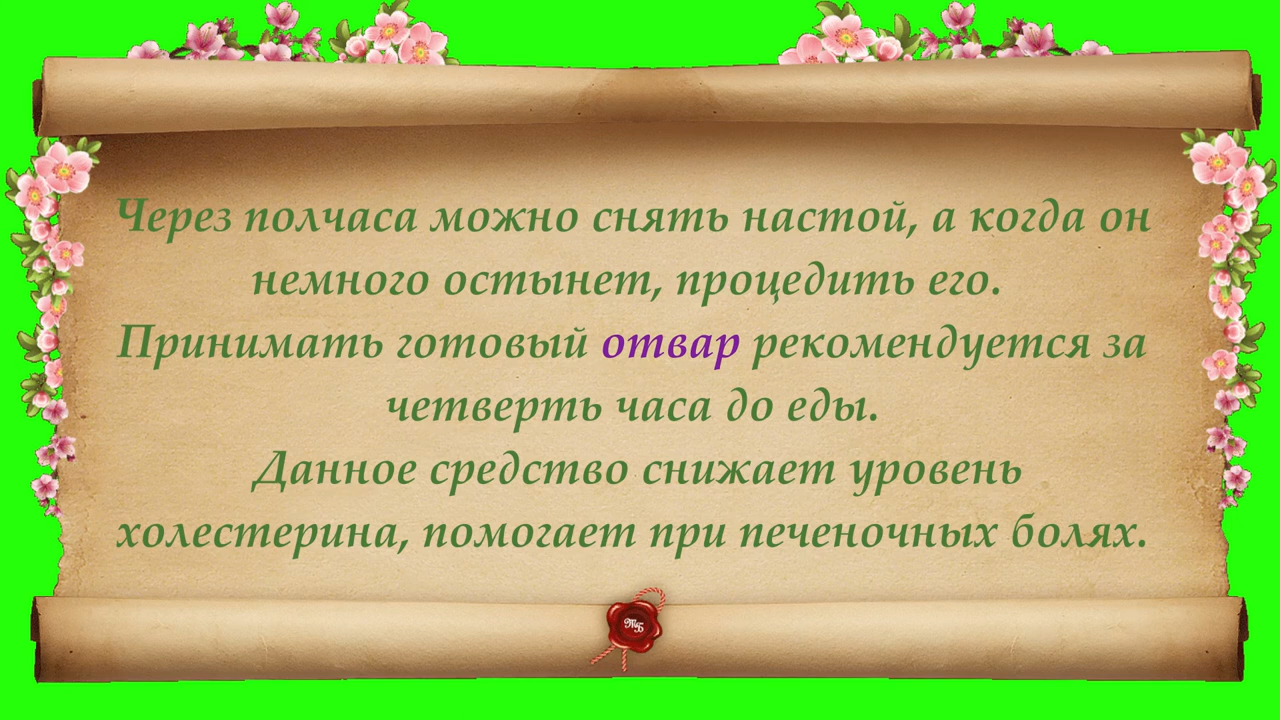 Через полчаса можно снять настой, а когда он
немного остынет, процедить его.
Принимать готовый отвар рекомендуется за
четверть часа до еды.
Данное средство снижает уровень
холестерина, помогает при печеночных болях.
ТБ